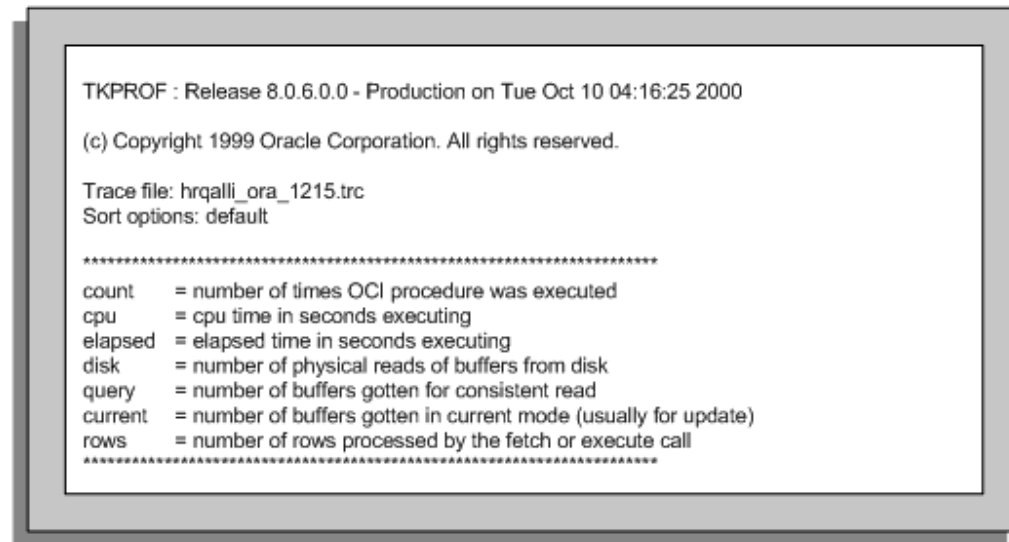 TKPROF : Release 8.0.6.0.0 - Production on Tue Oct 10 04:16:25 2000
(c) Copyright 1999 Oracle Corporation. All rights reserved.
Trace file: hrqalli_ora_1215.trc
Sort options: default
************************************************************************
count = number of times OCI procedure was executed
cpu = cpu time in seconds executing
elapsed = elapsed time in seconds executing
disk = number of physical reads of buffers from disk
query = number of buffers gotten for consistent read
current = number of buffers gotten in current mode (usually for update)
rows = number of rows processed by the fetch or execute call
************************************************************************